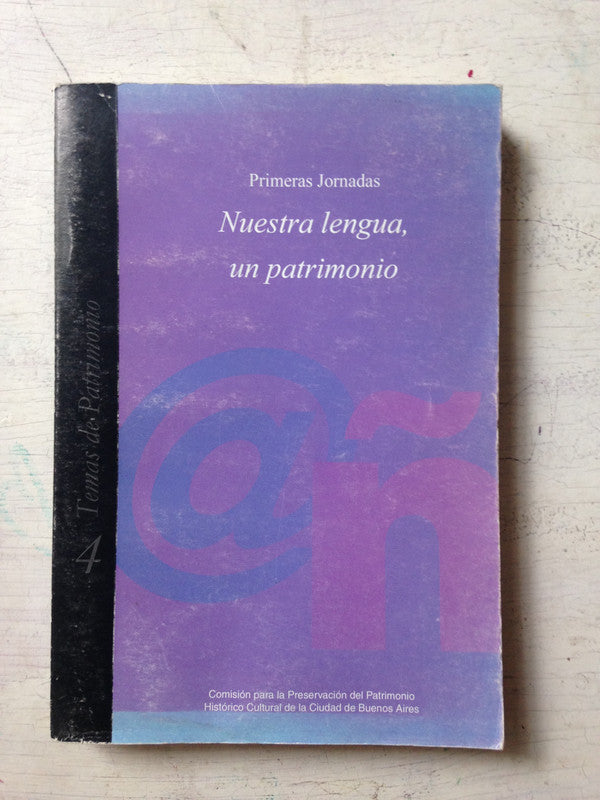 Primeras Jornadas
Nuestra lengua,
un patrimonio
@ñ
Comisión para la Preservación del Patrimonio
Histórico Cultural de la Ciudad de Buenos Aires
4 Temas de Patrimonio